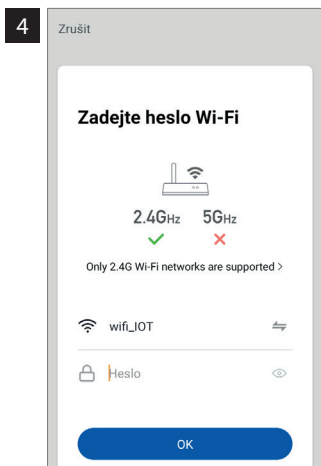 4
Zrušit
Zadejte heslo Wi-Fi
2.4GHz 5GHz
Only 2.4G Wi-Fi networks are supported >
wifi_IOT
Heslo
OK